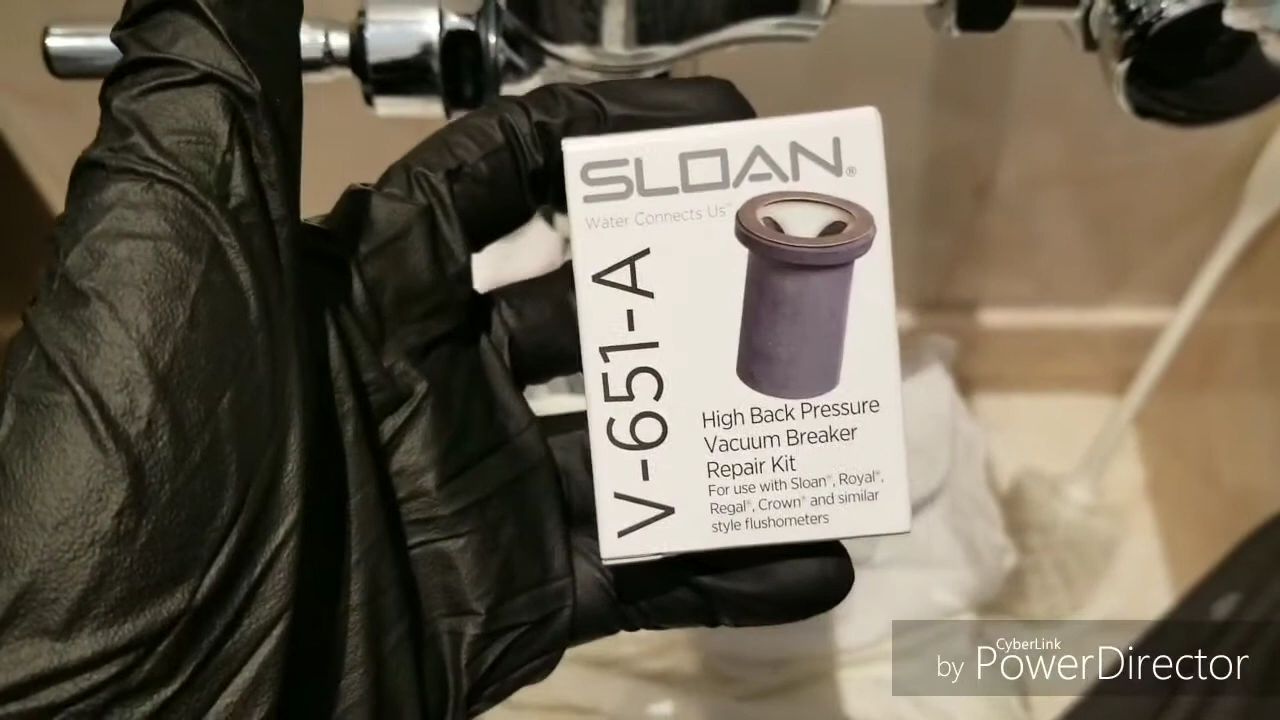 SLOAN®
Water Connects Us™
V-651-A
High Back Pressure
Vacuum Breaker
Repair Kit
For use with Sloan®, Royal®,
Regal®, Crown® and similar
style flushometers
CyberLink
by PowerDirector